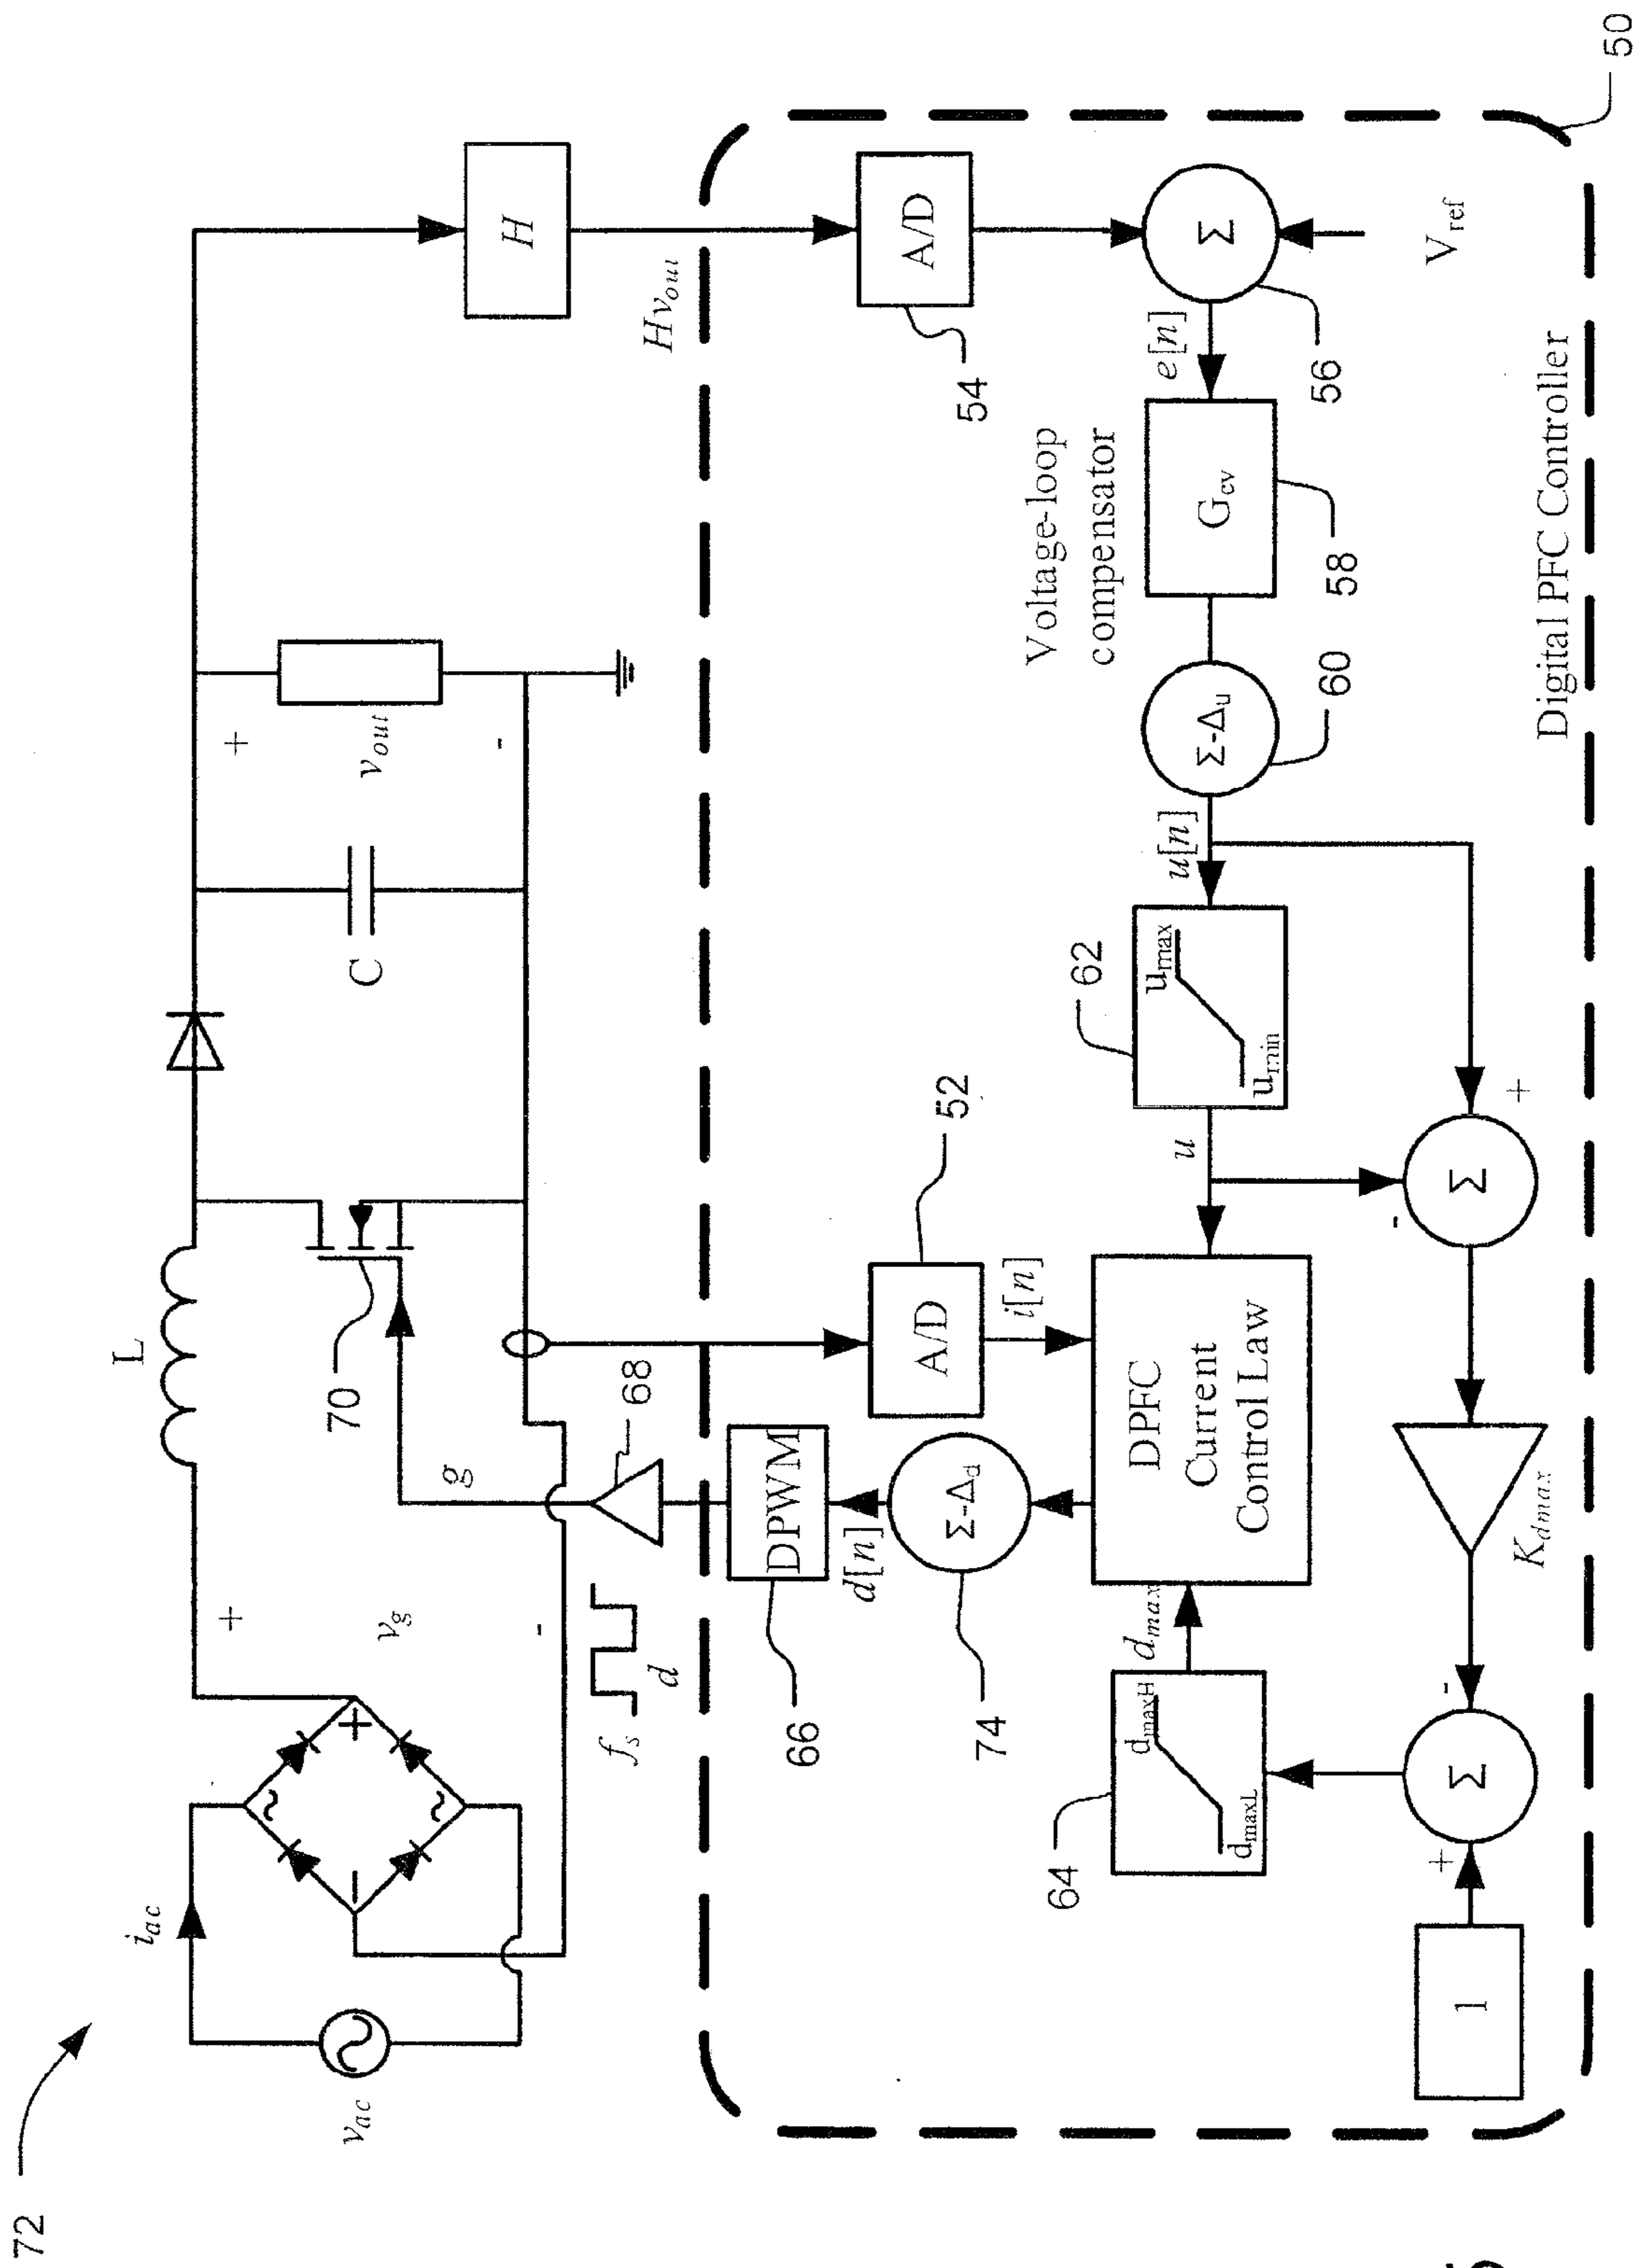 72
i_ac
v_ac
+
-
~
~
+
v_g
-
L
70
g
f_s
d
68
C
+
v_out
-
H
Hv_out
52
A/D
i[n]
DPWM
66
d[n]
Σ-Δ_d
74
A/D
54
Σ
56
V_ref
e[n]
Voltage-loop
compensator
G_cv
58
Σ-Δ_u
60
u[n]
62
u_max
u_min
u
DPFC
Current
Control Law
d_max
64
d_maxH
d_maxL
+
-
Σ
K_dmax
-
+
Σ
1
Digital PFC Controller
50